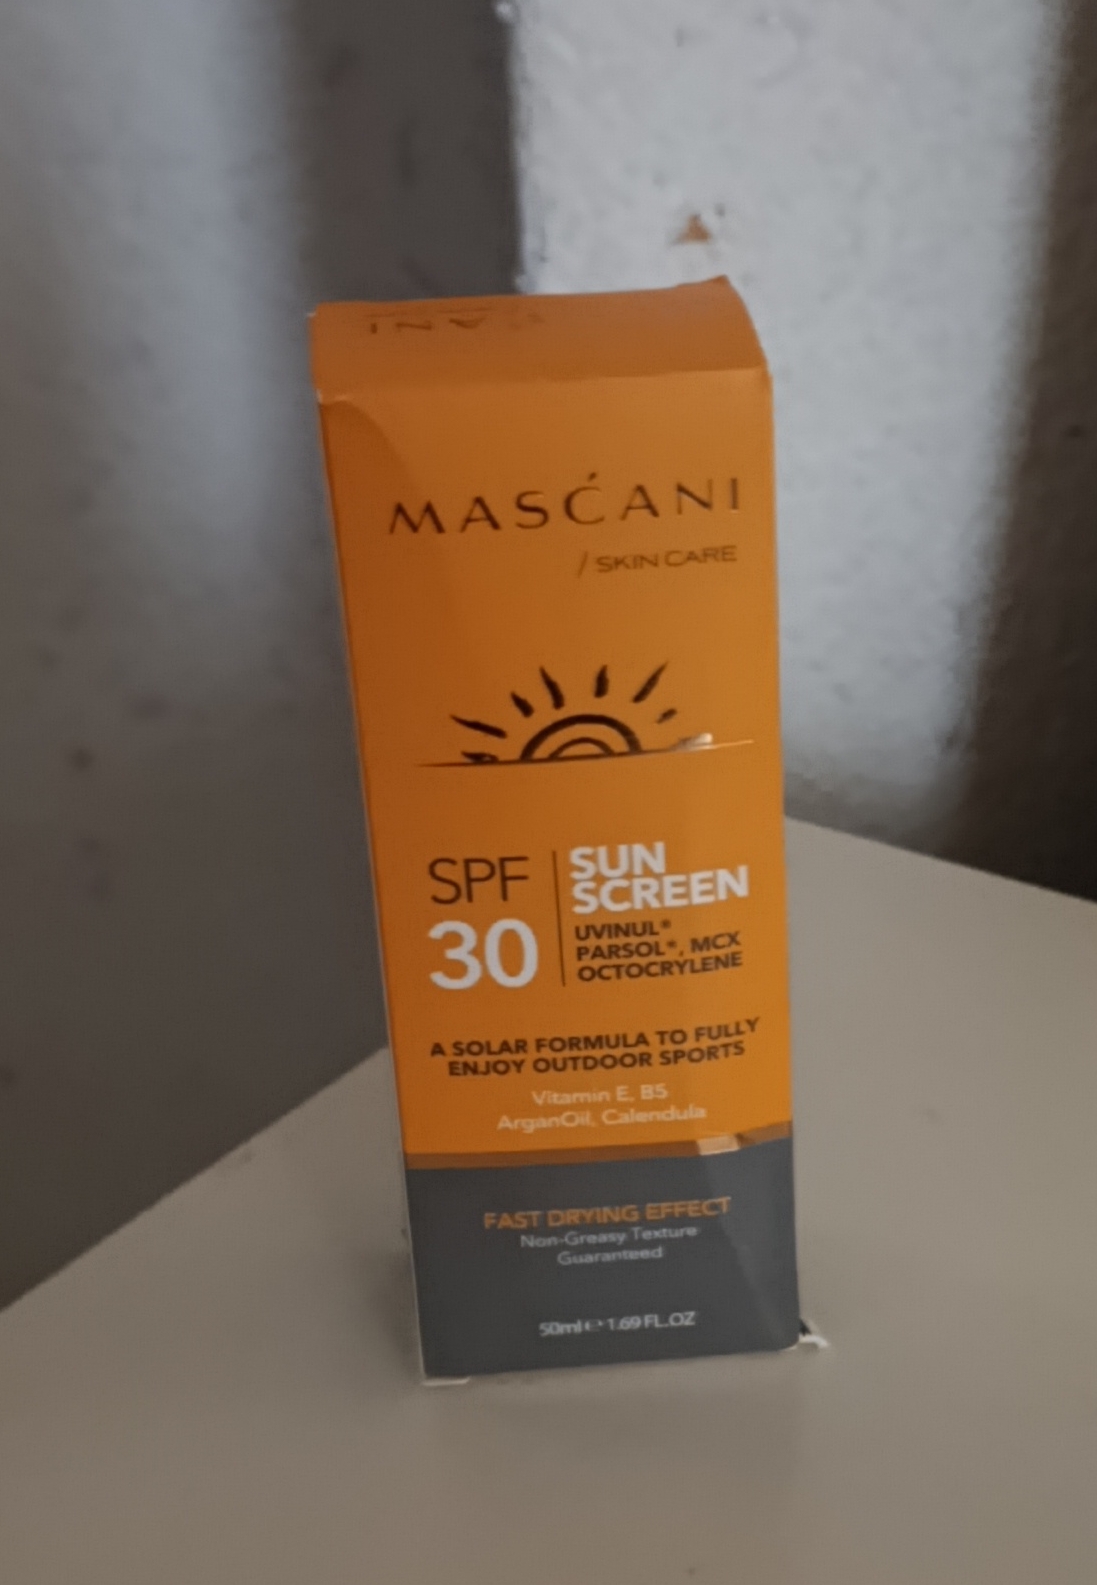 MASĆANI
/ SKIN CARE
SPF
30
SUN
SCREEN
UVINUL®
PARSOL®, MCX
OCTOCRYLENE
A SOLAR FORMULA TO FULLY
ENJOY OUTDOOR SPORTS
Vitamin E, B5
ArganOil, Calendula
FAST DRYING EFFECT
Non-Greasy Texture
Guaranteed
50ml ℮ 1.69 FL.OZ